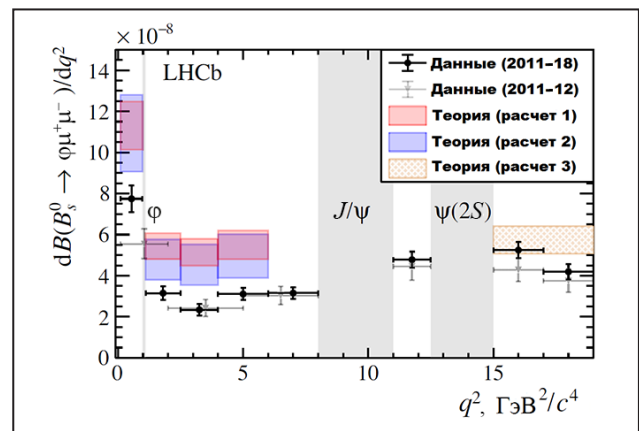 × 10⁻⁸
dB(B⁰ₛ → φμ⁺μ⁻)/dq²
14
12
10
8
6
4
2
0
LHCb
φ
J/ψ
ψ(2S)
Данные (2011–18)
Данные (2011–12)
Теория (расчет 1)
Теория (расчет 2)
Теория (расчет 3)
0 5 10 15
q², ГэВ²/c⁴